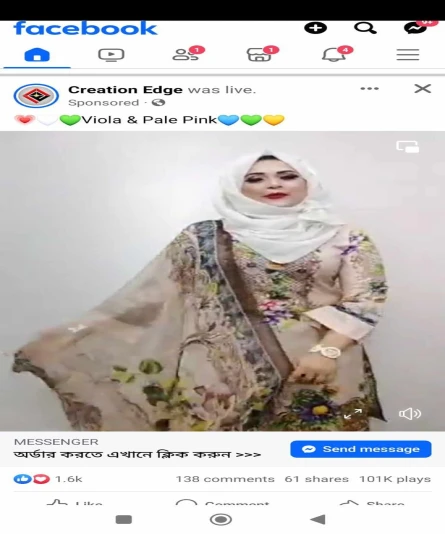 facebook
1
1
4
Creation Edge was live.
Sponsored ·
Viola & Pale Pink
MESSENGER
অর্ডার করতে এখানে ক্লিক করুন >>>
Send message
1.6k
138 comments 61 shares 101K plays
Like Comment Share